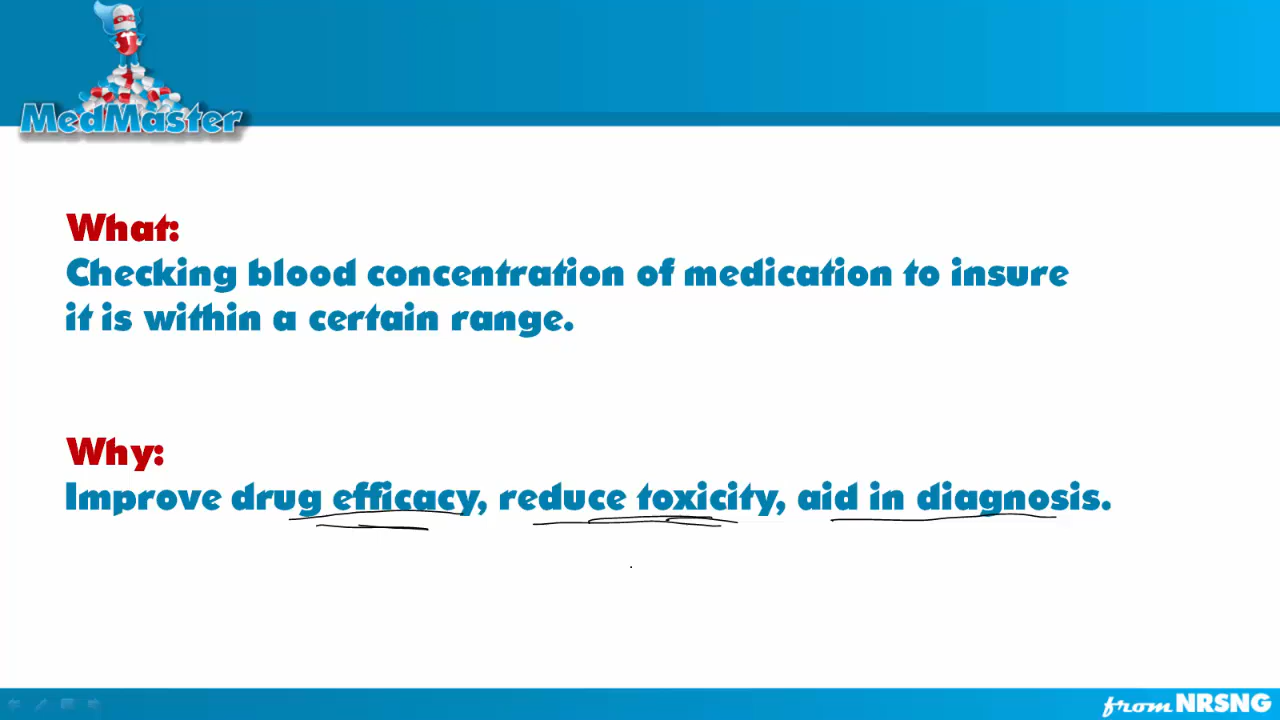 MedMaster
What:
Checking blood concentration of medication to insure
it is within a certain range.
Why:
Improve drug efficacy, reduce toxicity, aid in diagnosis.
from NRSNG